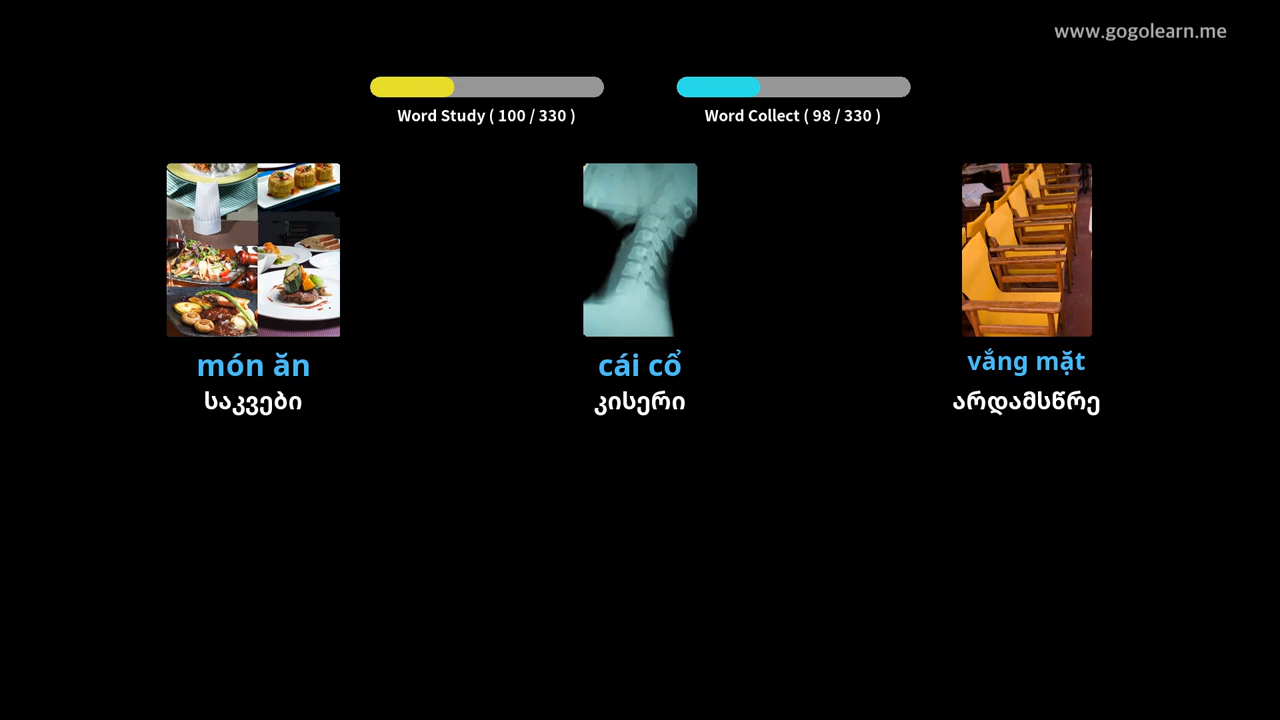 www.gogolearn.me
Word Study ( 100 / 330 )
Word Collect ( 98 / 330 )
món ăn
cái cổ
vắng mặt
საკვები
კისერი
არდამსწრე